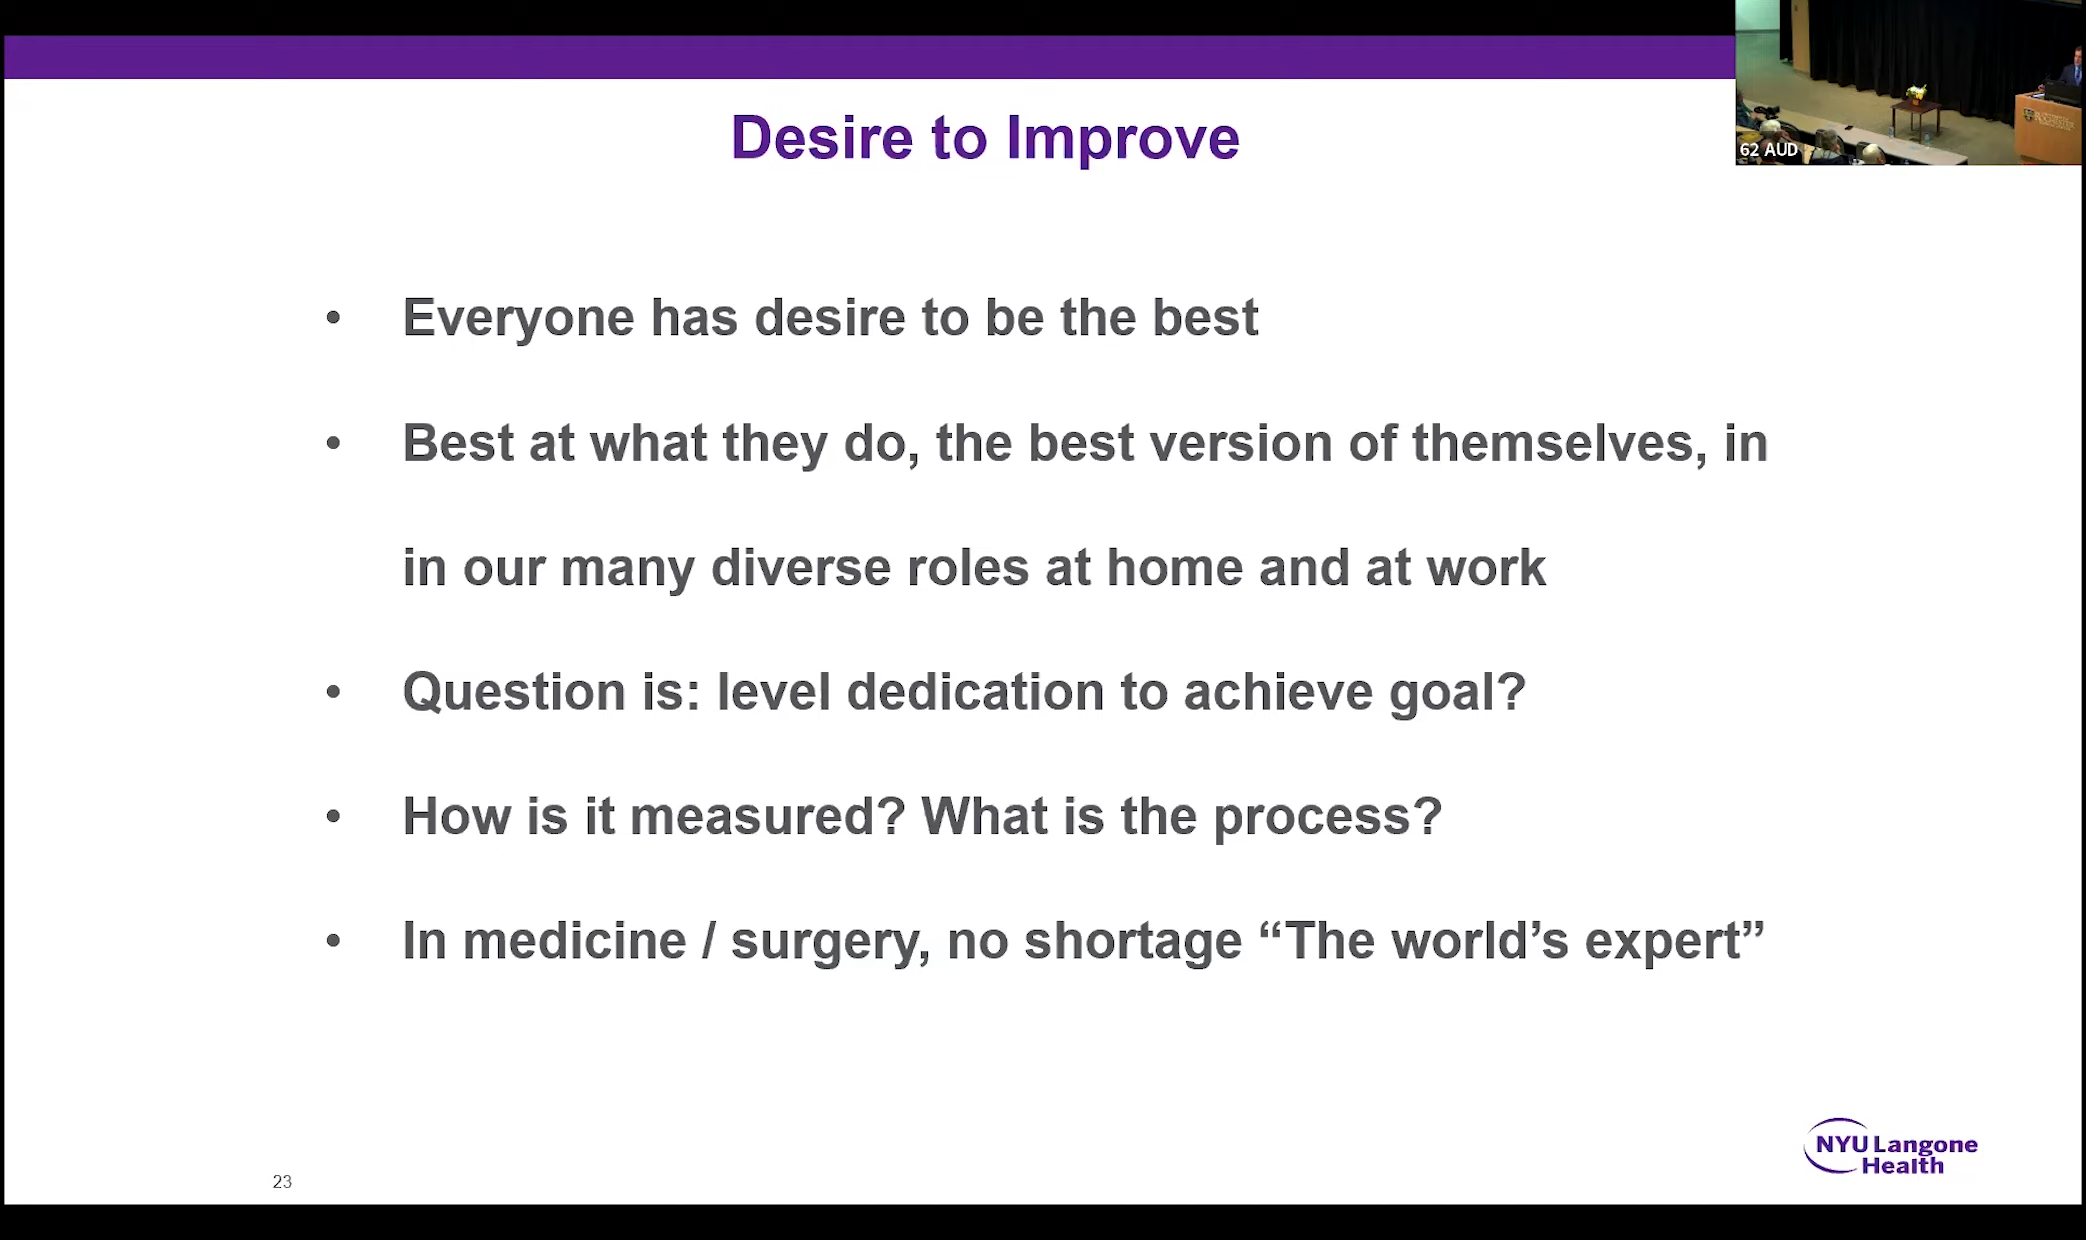 Desire to Improve
62 AUD
• Everyone has desire to be the best
• Best at what they do, the best version of themselves, in
in our many diverse roles at home and at work
• Question is: level dedication to achieve goal?
• How is it measured? What is the process?
• In medicine / surgery, no shortage “The world’s expert”
NYU Langone
Health
23